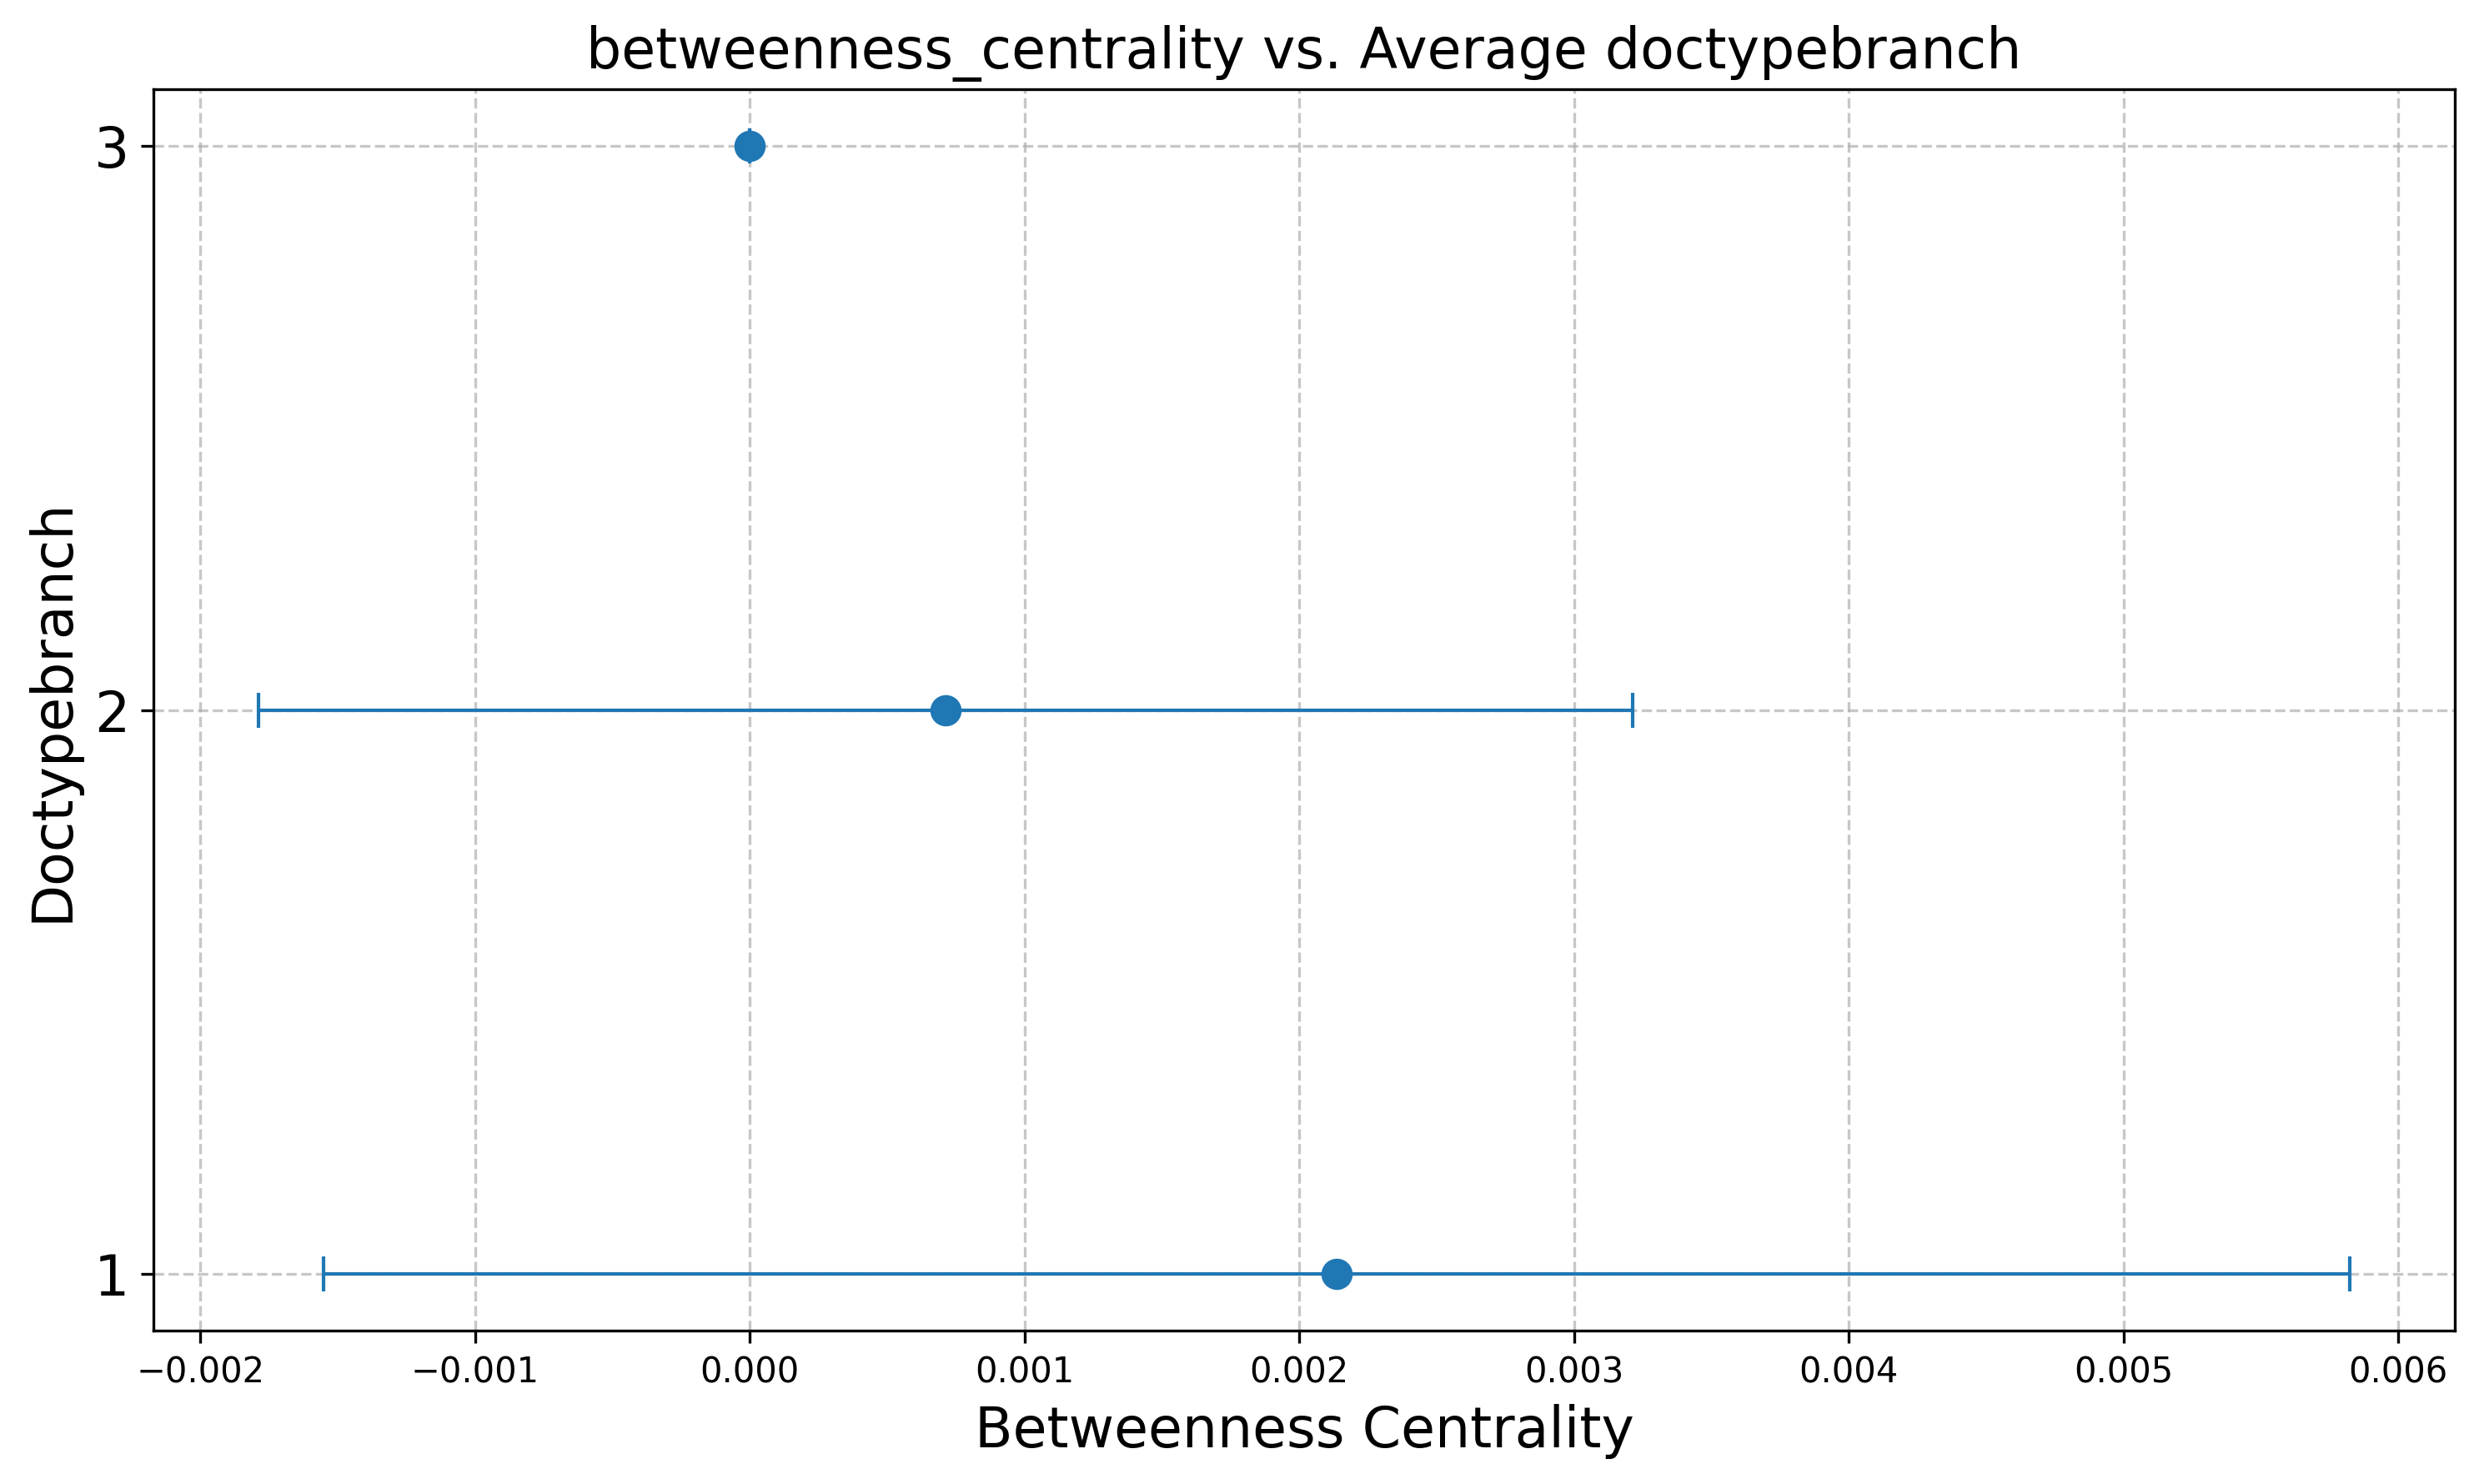 betweenness_centrality vs. Average doctypebranch
3
2
1
Doctypebranch
−0.002 −0.001 0.000 0.001 0.002 0.003 0.004 0.005 0.006
Betweenness Centrality